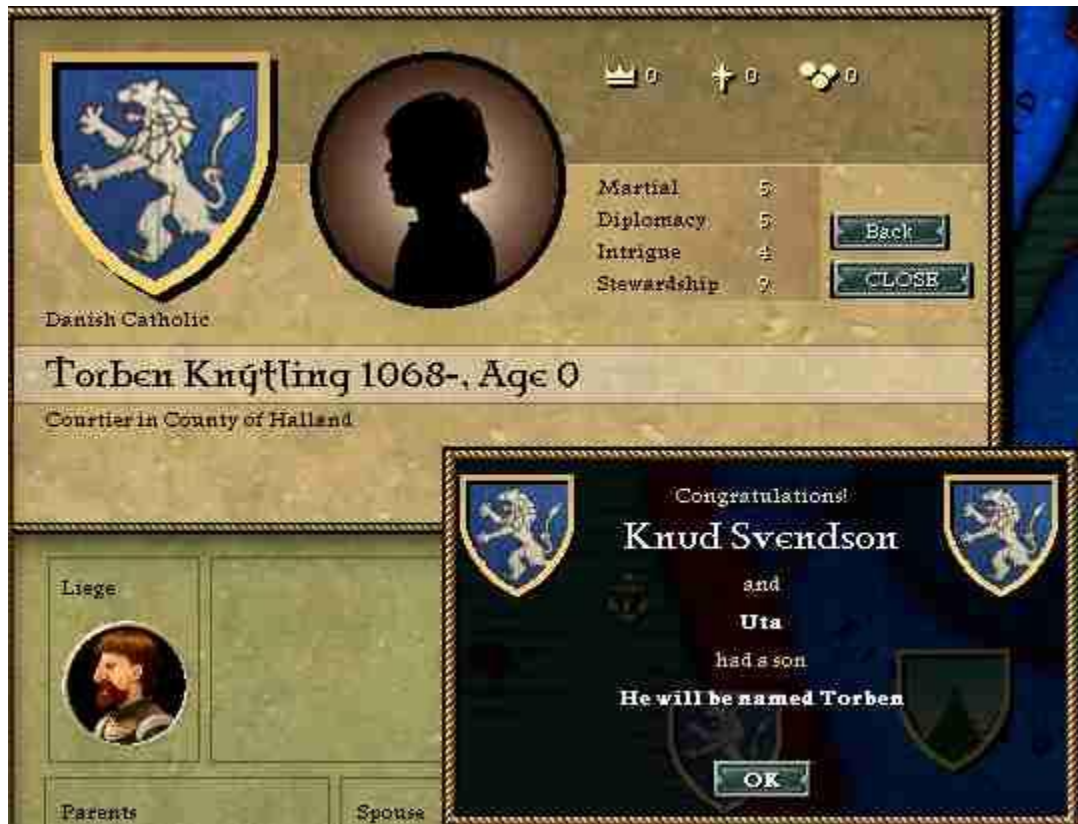 0 0 0
Martial 5
Diplomacy 5
Intrigue 4
Stewardship 9
Back
CLOSE
Danish Catholic
Torben Knýtling 1068-, Age 0
Courtier in County of Halland
Liege
Parents
Spouse
Congratulations!
Knud Svendson
and
Uta
had a son
He will be named Torben
OK